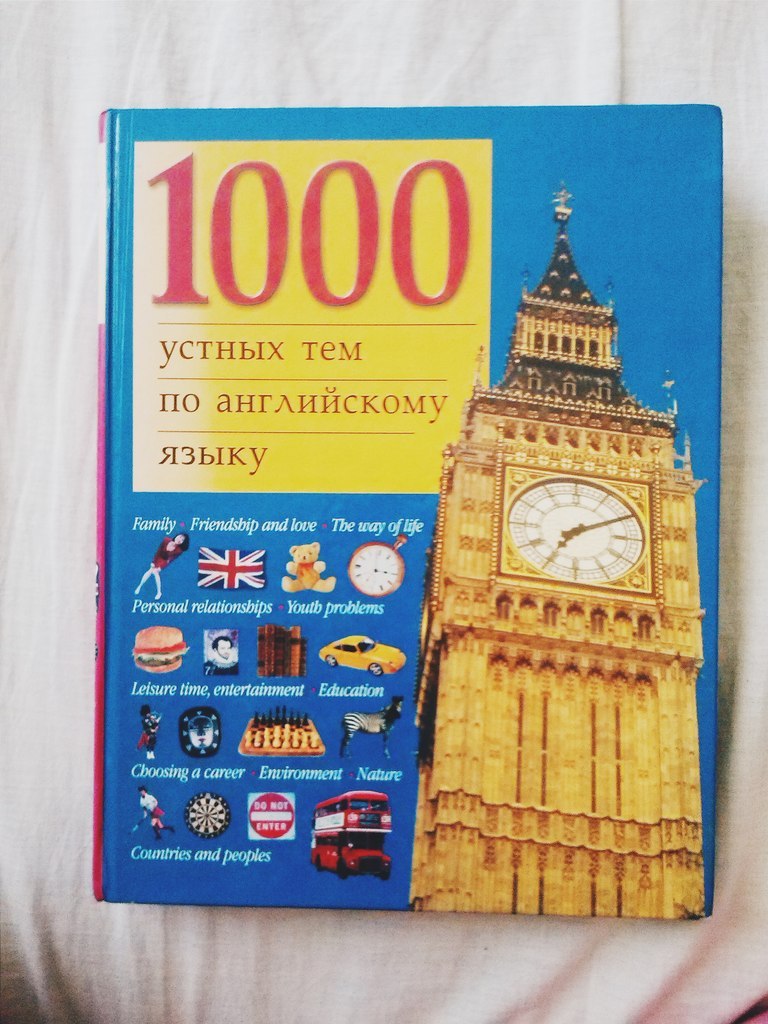 1000
устных тем
по английскому
языку
Family • Friendship and love • The way of life
Personal relationships • Youth problems
Leisure time, entertainment • Education
Choosing a career • Environment • Nature
DO NOT
ENTER
Countries and peoples